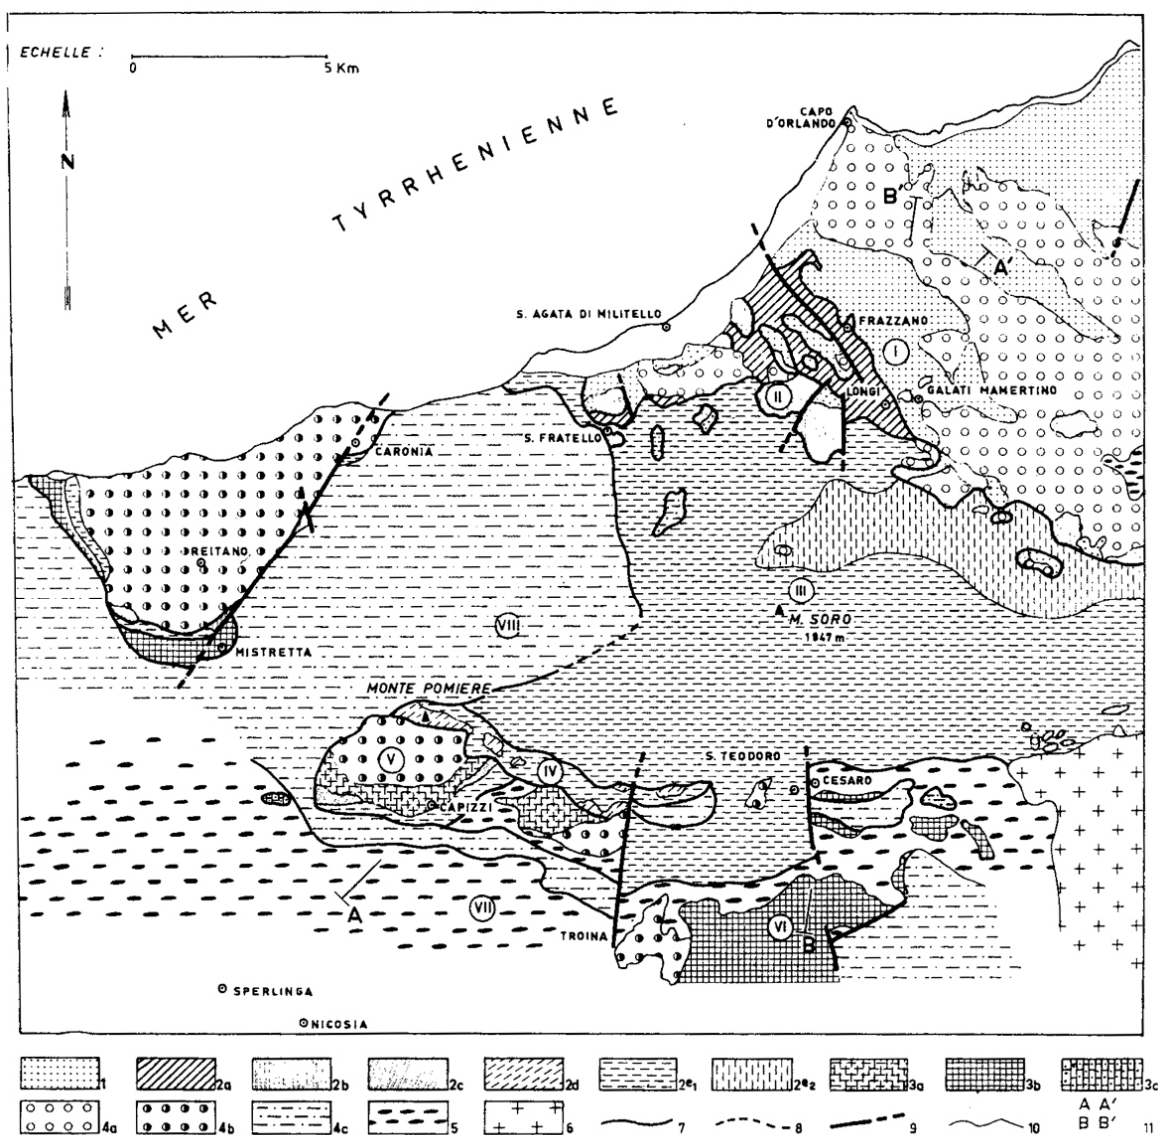 ECHELLE :
0 5 Km
N
MER TYRRHENIENNE
CAPO
D'ORLANDO
B'
A'
S. AGATA DI MILITELLO
FRAZZANO
I
II
LONGI
GALATI MAMERTINO
S. FRATELLO
CARONIA
REITANO
III
M. SORO
1847 m
VIII
MISTRETTA
MONTE POMIERE
S. TEODORO
V
IV
CESARO
CAPIZZI
A
VII
TROINA
VI
B
SPERLINGA
NICOSIA
1 2a 2b 2c 2d 2e1 2e2 3a 3b 3c
4a 4b 4c 5 6 7 8 9 10 11
A A'
B B'